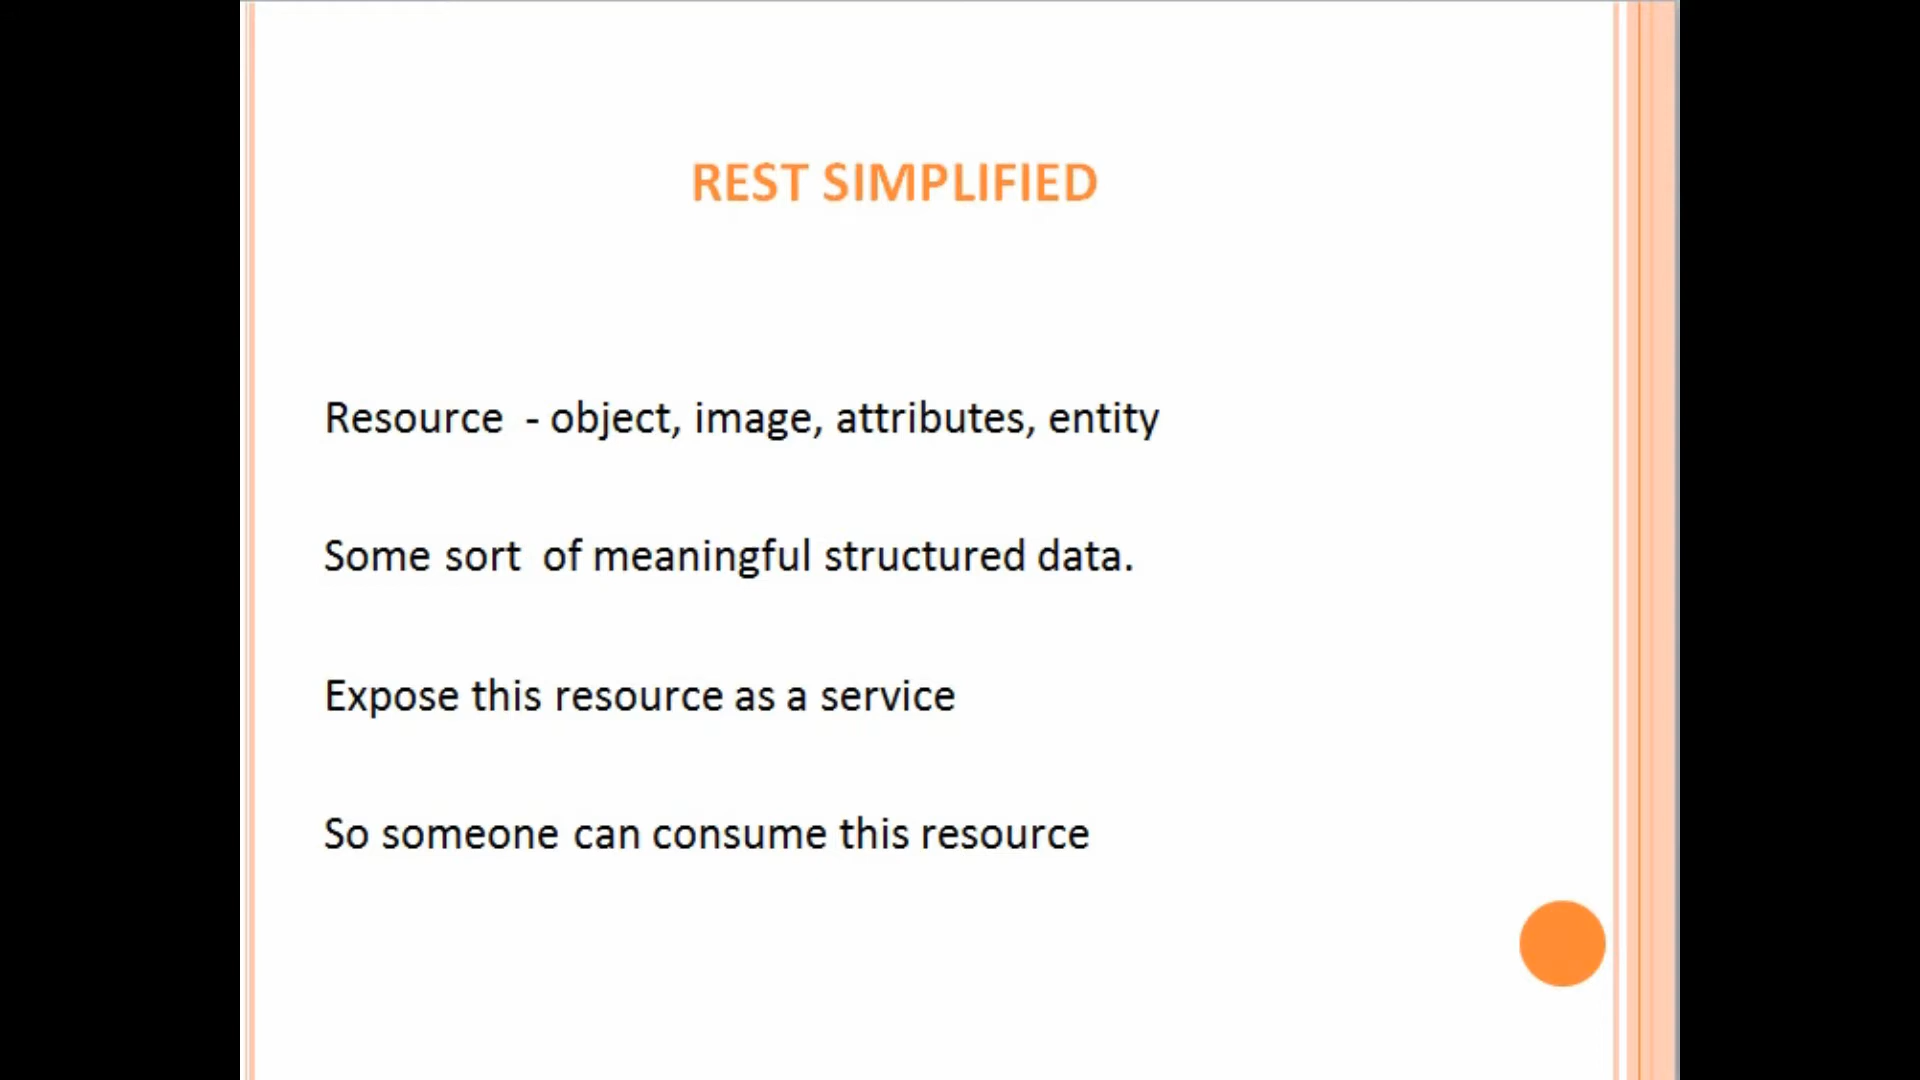 REST SIMPLIFIED
Resource  - object, image, attributes, entity
Some sort  of meaningful structured data.
Expose this resource as a service
So someone can consume this resource